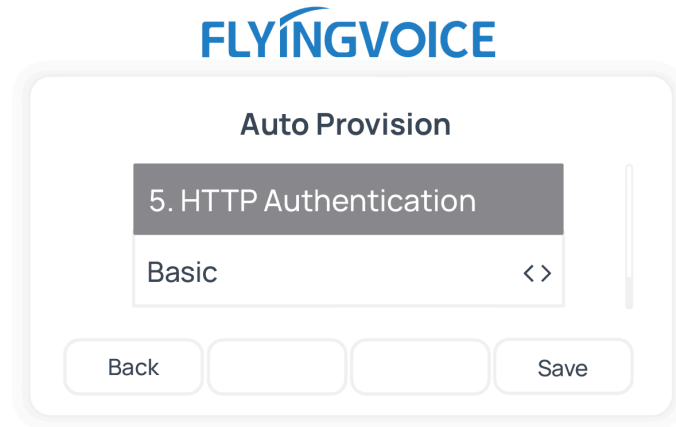 FLYINGVOICE
Auto Provision
5. HTTP Authentication
Basic <>
Back Save